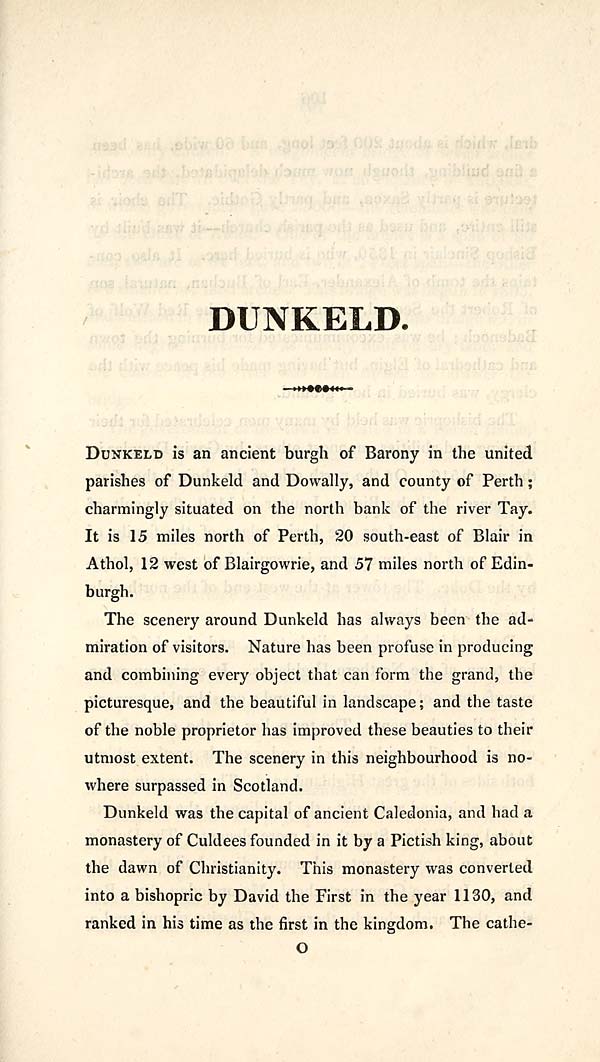 DUNKELD.
DUNKELD is an ancient burgh of Barony in the united
parishes of Dunkeld and Dowally, and county of Perth;
charmingly situated on the north bank of the river Tay.
It is 15 miles north of Perth, 20 south-east of Blair in
Athol, 12 west of Blairgowrie, and 57 miles north of Edin-
burgh.
The scenery around Dunkeld has always been the ad-
miration of visitors. Nature has been profuse in producing
and combining every object that can form the grand, the
picturesque, and the beautiful in landscape; and the taste
of the noble proprietor has improved these beauties to their
utmost extent. The scenery in this neighbourhood is no-
where surpassed in Scotland.
Dunkeld was the capital of ancient Caledonia, and had a
monastery of Culdees founded in it by a Pictish king, about
the dawn of Christianity. This monastery was converted
into a bishopric by David the First in the year 1130, and
ranked in his time as the first in the kingdom. The cathe-
O